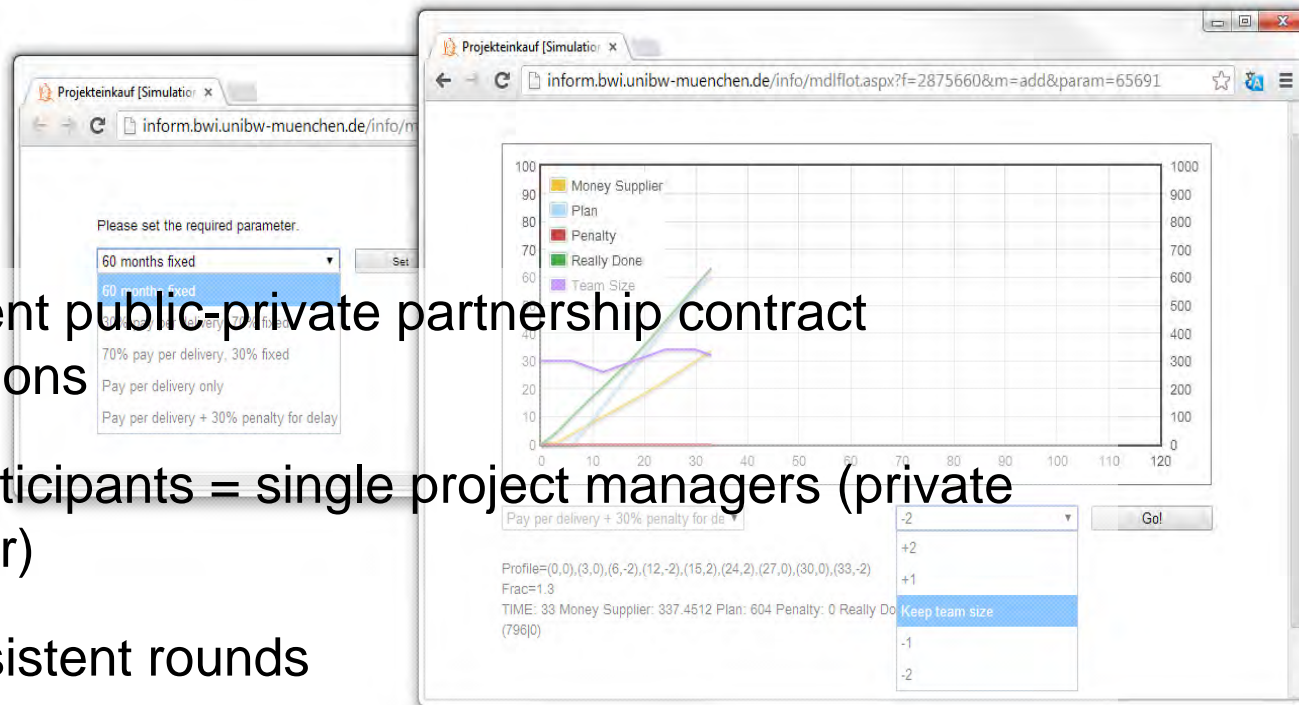 Projekteinkauf [Simulatior ×
inform.bwi.unibw-muenchen.de/info/m
Please set the required parameter.
60 months fixed
Set
60 months fixed
30% pay per delivery, 70% fixed
70% pay per delivery, 30% fixed
Pay per delivery only
Pay per delivery + 30% penalty for delay
Projekteinkauf [Simulatior ×
inform.bwi.unibw-muenchen.de/info/mdlflot.aspx?f=2875660&m=add&param=65691
100
90
80
70
60
40
30
20
10
0
Money Supplier
Plan
Penalty
Really Done
Team Size
1000
900
800
700
600
500
400
300
200
100
0
0 10 20 30 40 50 60 70 80 90 100 110 120
Pay per delivery + 30% penalty for de
-2
Go!
+2
+1
Keep team size
-1
-2
Profile=(0,0),(3,0),(6,-2),(12,-2),(15,2),(24,2),(27,0),(30,0),(33,-2)
Frac=1.3
TIME: 33 Money Supplier: 337.4512 Plan: 604 Penalty: 0 Really Do
(796|0)
ent public-private partnership contract
ons
ticipants = single project managers (private
r)
sistent rounds